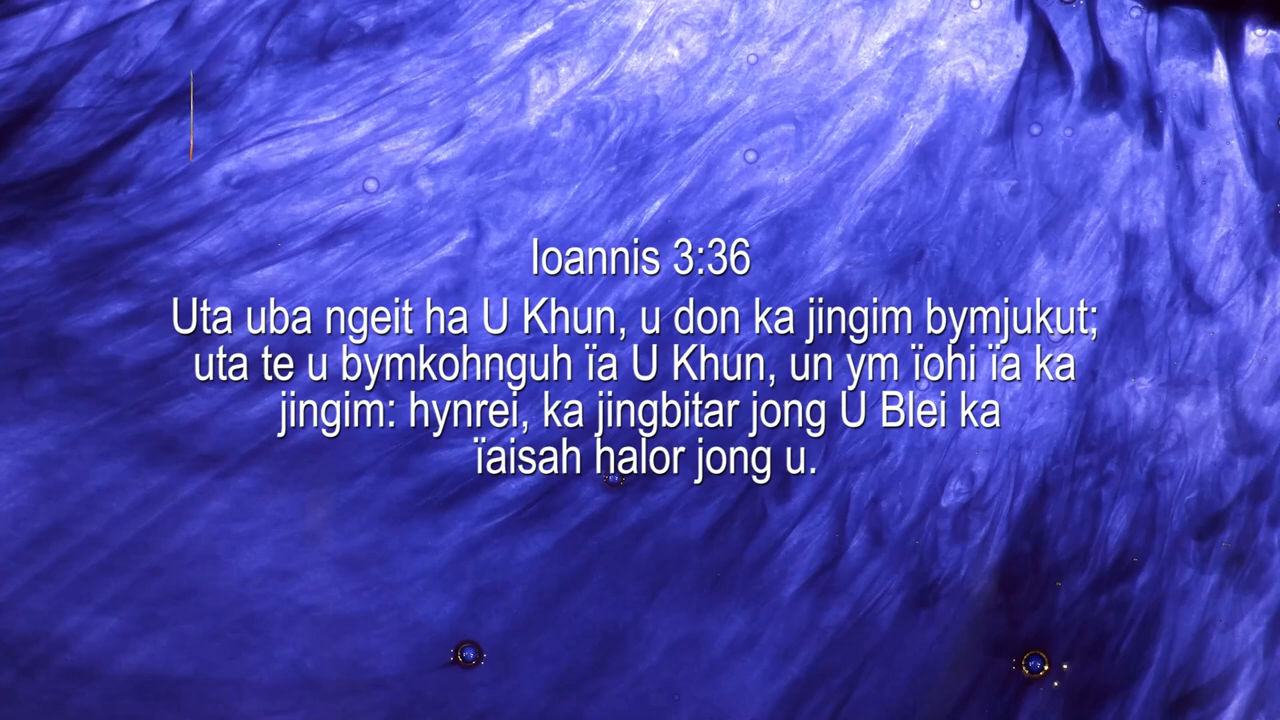 Ioannis 3:36
Uta uba ngeit ha U Khun, u don ka jingim bymjukut;
uta te u bymkohnguh ïa U Khun, un ym ïohi ïa ka
jingim: hynrei, ka jingbitar jong U Blei ka
ïaisah halor jong u.